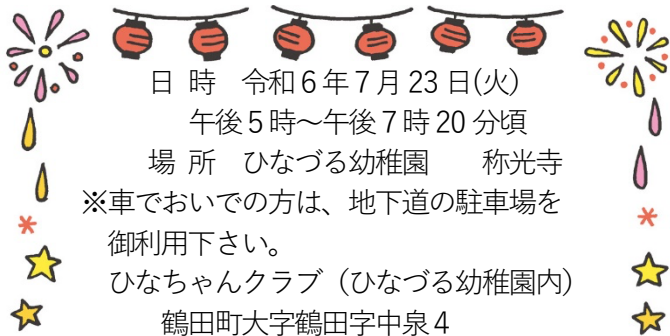 日 時　令和6年7月23日(火)
午後5時～午後7時20分頃
場 所　ひなづる幼稚園　　称光寺
※車でおいでの方は、地下道の駐車場を
御利用下さい。
ひなちゃんクラブ（ひなづる幼稚園内）
鶴田町大字鶴田字中泉4